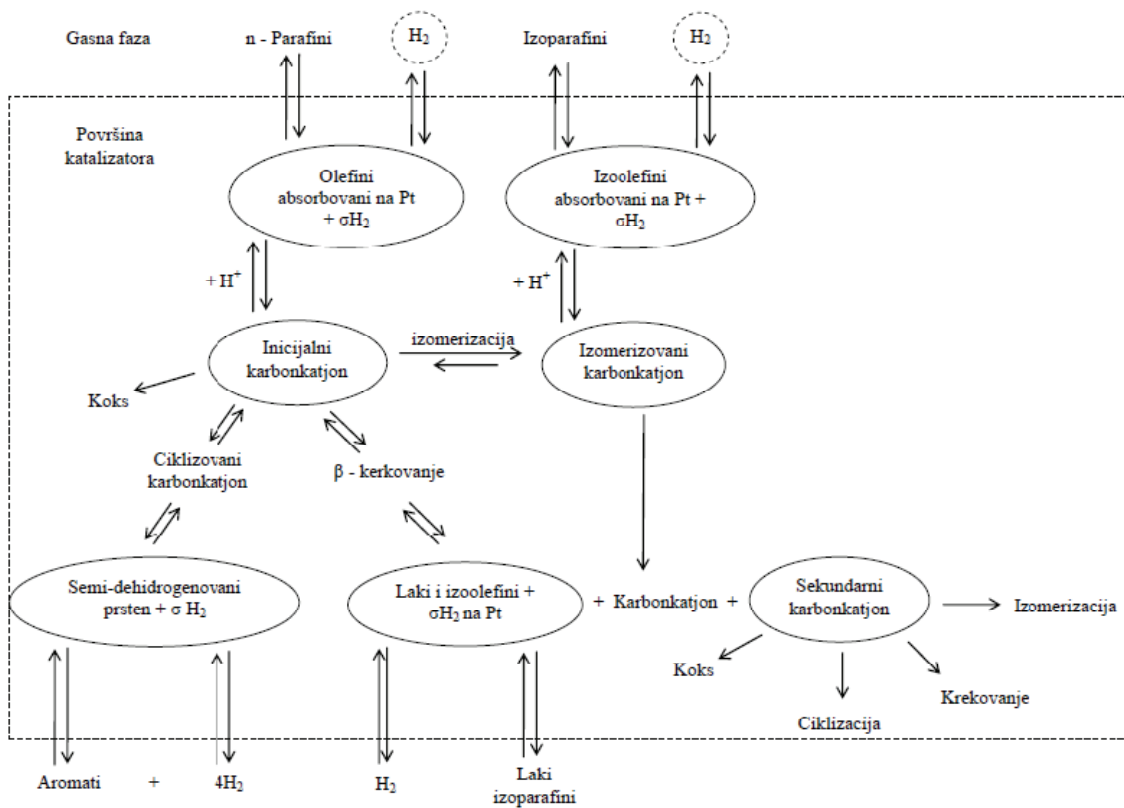 Gasna faza
n - Parafini
H2
Izoparafini
H2
Površina
katalizatora
Olefini
absorbovani na Pt
+ σH2
Izoolefini
absorbovani na Pt +
σH2
+ H+
+ H+
Inicijalni
karbonkatjon
izomerizacija
Izomerizovani
karbonkatjon
Koks
Ciklizovani
karbonkatjon
β - kerkovanje
Semi-dehidrogenovani
prsten + σ H2
Laki i izoolefini +
σH2 na Pt
+ Karbonkatjon +
Sekundarni
karbonkatjon
Izomerizacija
Koks
Krekovanje
Ciklizacija
Aromati + 4H2
H2
Laki
izoparafini